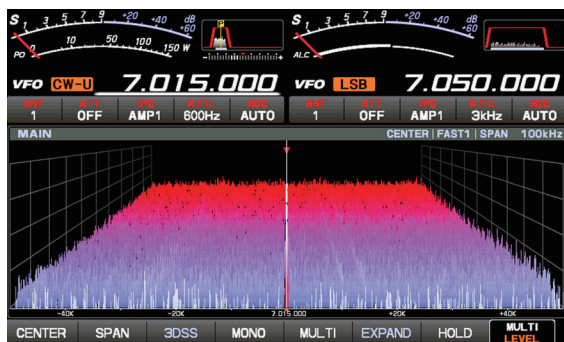 S 1 3 5 7 9 +20 +40 dB +60
PO 0 10 50 100 150 W
P
VFO CW-U 7.015.000
ANT ATT IPO R.FIL AGC
1 OFF AMP1 600Hz AUTO
S 1 3 5 7 9 +20 +40 dB +60
ALC
VFO LSB 7.050.000
ANT ATT IPO R.FIL AGC
1 OFF AMP1 3kHz AUTO
MAIN CENTER | FAST1 | SPAN 100kHz
-40K -20K 7.015.000 +20K +40K
CENTER SPAN 3DSS MONO MULTI EXPAND HOLD MULTI
LEVEL